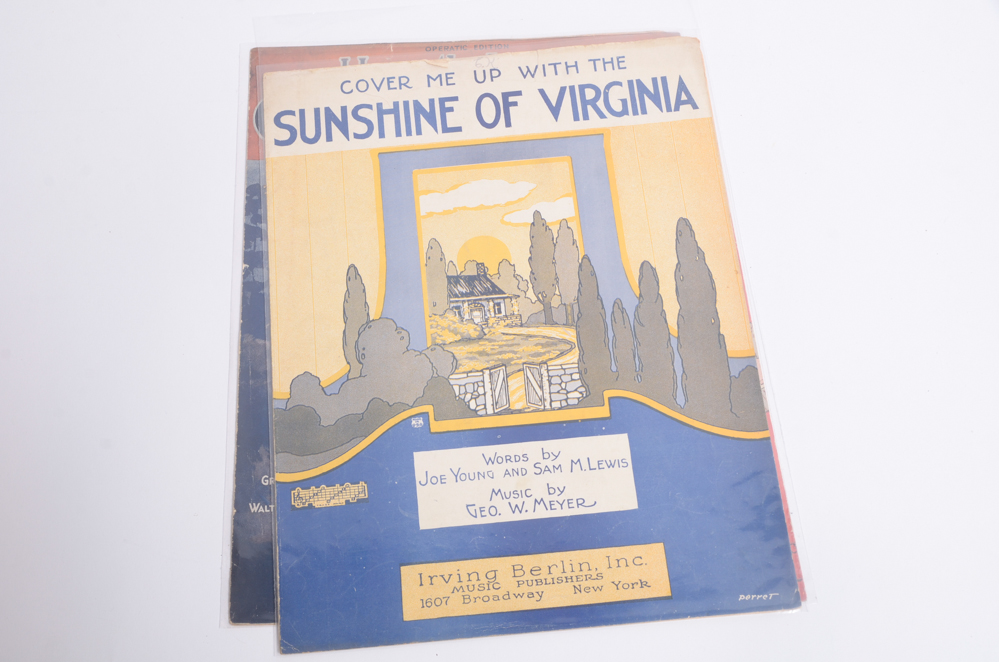 OPERATIC EDITION
COVER ME UP WITH THE
SUNSHINE OF VIRGINIA
WORDS by
JOE YOUNG AND SAM M. LEWIS
MUSIC by
GEO. W. MEYER
Irving Berlin, Inc.
MUSIC PUBLISHERS
1607 Broadway New York
PERRET
WALT